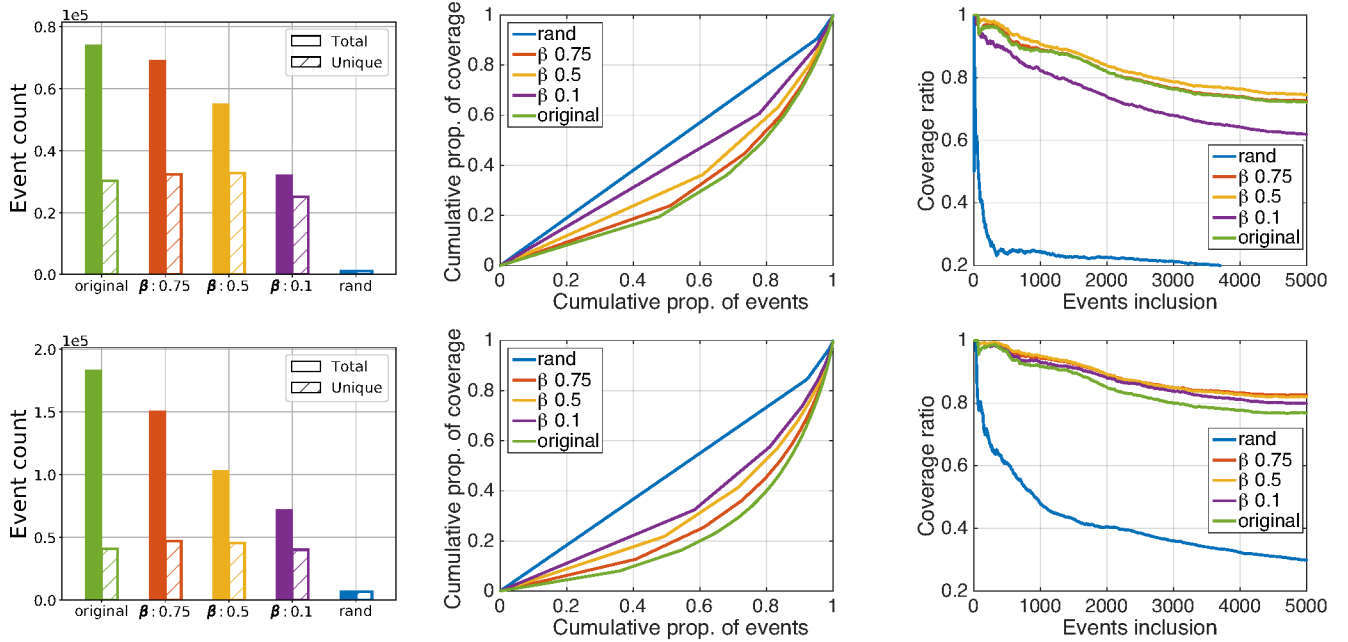 1e5
0.8
0.6
0.4
0.2
0.0
Event count
Total
Unique
original
β:0.75
β:0.5
β:0.1
rand
1
0.8
0.6
0.4
0.2
0
Cumulative prop. of coverage
rand
β 0.75
β 0.5
β 0.1
original
0 0.2 0.4 0.6 0.8 1
Cumulative prop. of events
1
0.8
0.6
0.4
0.2
Coverage ratio
rand
β 0.75
β 0.5
β 0.1
original
0 1000 2000 3000 4000 5000
Events inclusion
1e5
2.0
1.5
1.0
0.5
0.0
Event count
Total
Unique
original
β:0.75
β:0.5
β:0.1
rand
1
0.8
0.6
0.4
0.2
0
Cumulative prop. of coverage
rand
β 0.75
β 0.5
β 0.1
original
0 0.2 0.4 0.6 0.8 1
Cumulative prop. of events
1
0.8
0.6
0.4
0.2
Coverage ratio
rand
β 0.75
β 0.5
β 0.1
original
0 1000 2000 3000 4000 5000
Events inclusion